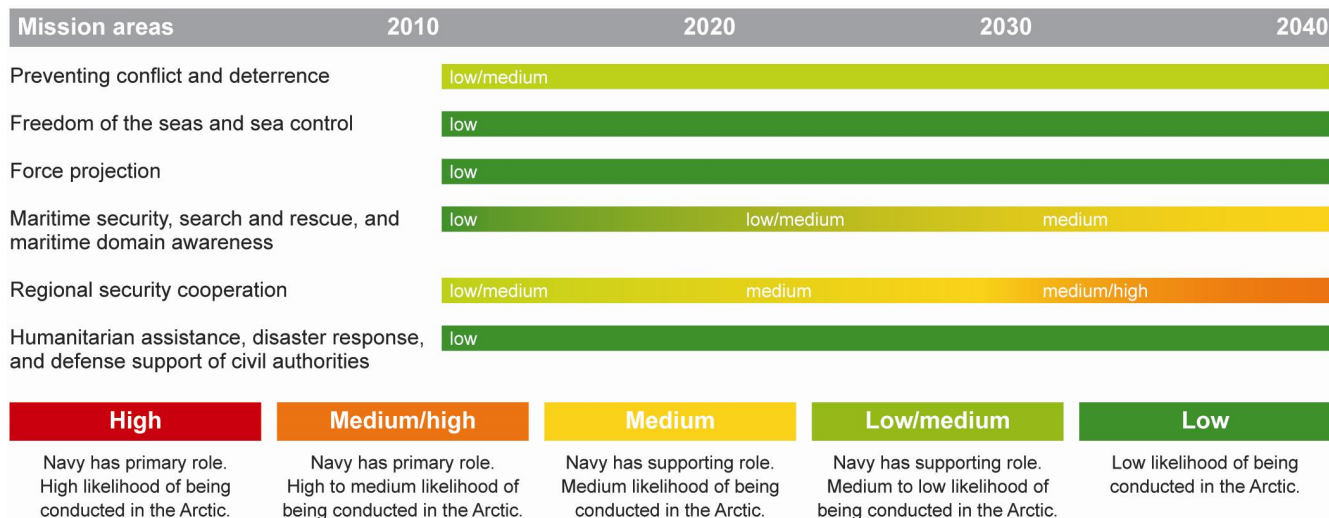 Mission areas 2010 2020 2030 2040
Preventing conflict and deterrence low/medium
Freedom of the seas and sea control low
Force projection low
Maritime security, search and rescue, and low low/medium medium
maritime domain awareness
Regional security cooperation low/medium medium medium/high
Humanitarian assistance, disaster response, low
and defense support of civil authorities
High Medium/high Medium Low/medium Low
Navy has primary role. Navy has primary role. Navy has supporting role. Navy has supporting role. Low likelihood of being
High likelihood of being High to medium likelihood of Medium likelihood of being Medium to low likelihood of conducted in the Arctic.
conducted in the Arctic. being conducted in the Arctic. conducted in the Arctic. being conducted in the Arctic.